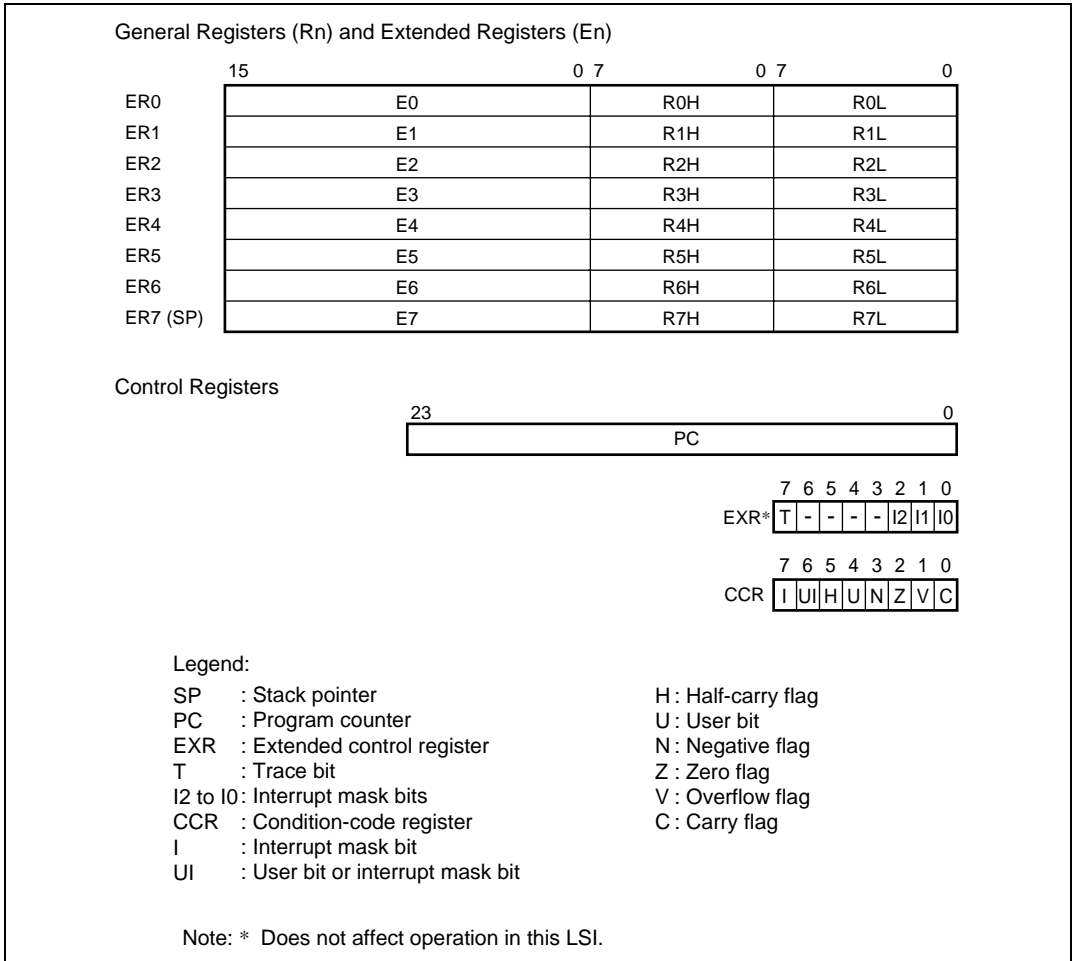 General Registers (Rn) and Extended Registers (En)
15 0 7 0 7 0
ER0 E0 R0H R0L
ER1 E1 R1H R1L
ER2 E2 R2H R2L
ER3 E3 R3H R3L
ER4 E4 R4H R4L
ER5 E5 R5H R5L
ER6 E6 R6H R6L
ER7 (SP) E7 R7H R7L
Control Registers
23 0
PC
7 6 5 4 3 2 1 0
EXR* T - - - - I2 I1 I0
7 6 5 4 3 2 1 0
CCR I UI H U N Z V C
Legend:
SP : Stack pointer
PC : Program counter
EXR : Extended control register
T : Trace bit
I2 to I0 : Interrupt mask bits
CCR : Condition-code register
I : Interrupt mask bit
UI : User bit or interrupt mask bit
H : Half-carry flag
U : User bit
N : Negative flag
Z : Zero flag
V : Overflow flag
C : Carry flag
Note: * Does not affect operation in this LSI.